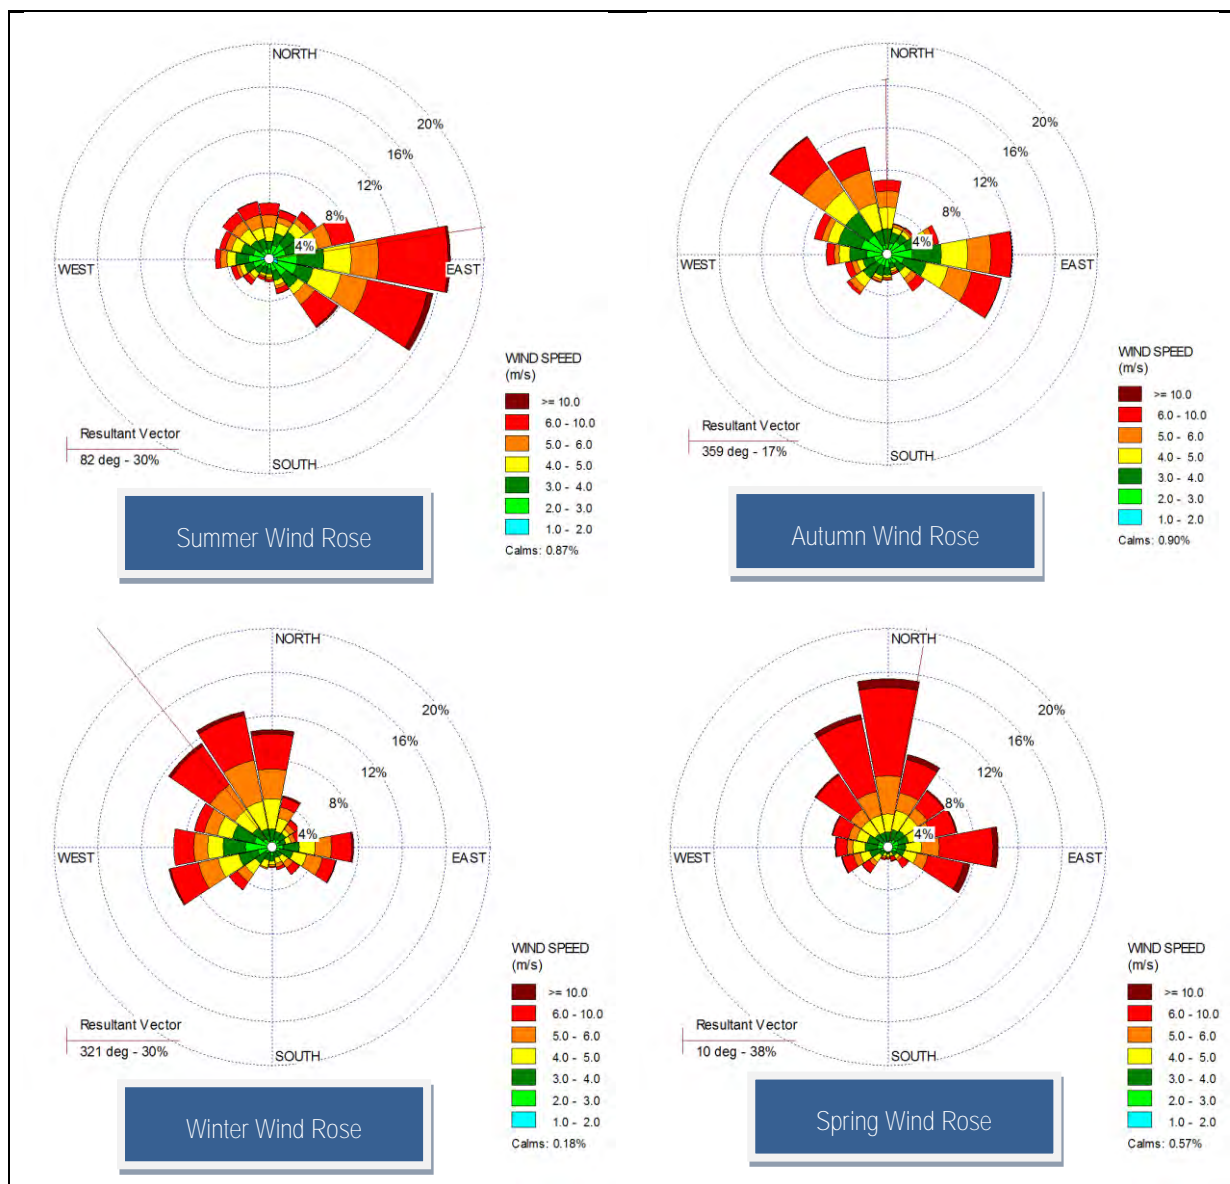 NORTH
20%
16%
12%
8%
4%
WEST
EAST
SOUTH
WIND SPEED
(m/s)
>= 10.0
6.0 - 10.0
5.0 - 6.0
4.0 - 5.0
3.0 - 4.0
2.0 - 3.0
1.0 - 2.0
Calms: 0.87%
Resultant Vector
82 deg - 30%
Summer Wind Rose
NORTH
20%
16%
12%
8%
4%
WEST
EAST
SOUTH
WIND SPEED
(m/s)
>= 10.0
6.0 - 10.0
5.0 - 6.0
4.0 - 5.0
3.0 - 4.0
2.0 - 3.0
1.0 - 2.0
Calms: 0.90%
Resultant Vector
359 deg - 17%
Autumn Wind Rose
NORTH
20%
16%
12%
8%
4%
WEST
EAST
SOUTH
WIND SPEED
(m/s)
>= 10.0
6.0 - 10.0
5.0 - 6.0
4.0 - 5.0
3.0 - 4.0
2.0 - 3.0
1.0 - 2.0
Calms: 0.18%
Resultant Vector
321 deg - 30%
Winter Wind Rose
NORTH
20%
16%
12%
8%
4%
WEST
EAST
SOUTH
WIND SPEED
(m/s)
>= 10.0
6.0 - 10.0
5.0 - 6.0
4.0 - 5.0
3.0 - 4.0
2.0 - 3.0
1.0 - 2.0
Calms: 0.57%
Resultant Vector
10 deg - 38%
Spring Wind Rose